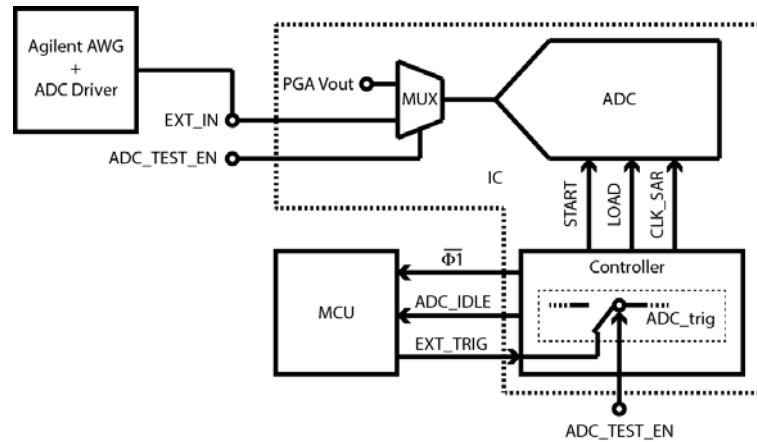 Agilent AWG
+
ADC Driver
PGA Vout
MUX
ADC
EXT_IN
ADC_TEST_EN
IC
START
LOAD
CLK_SAR
Φ1
Controller
MCU
ADC_IDLE
ADC_trig
EXT_TRIG
ADC_TEST_EN